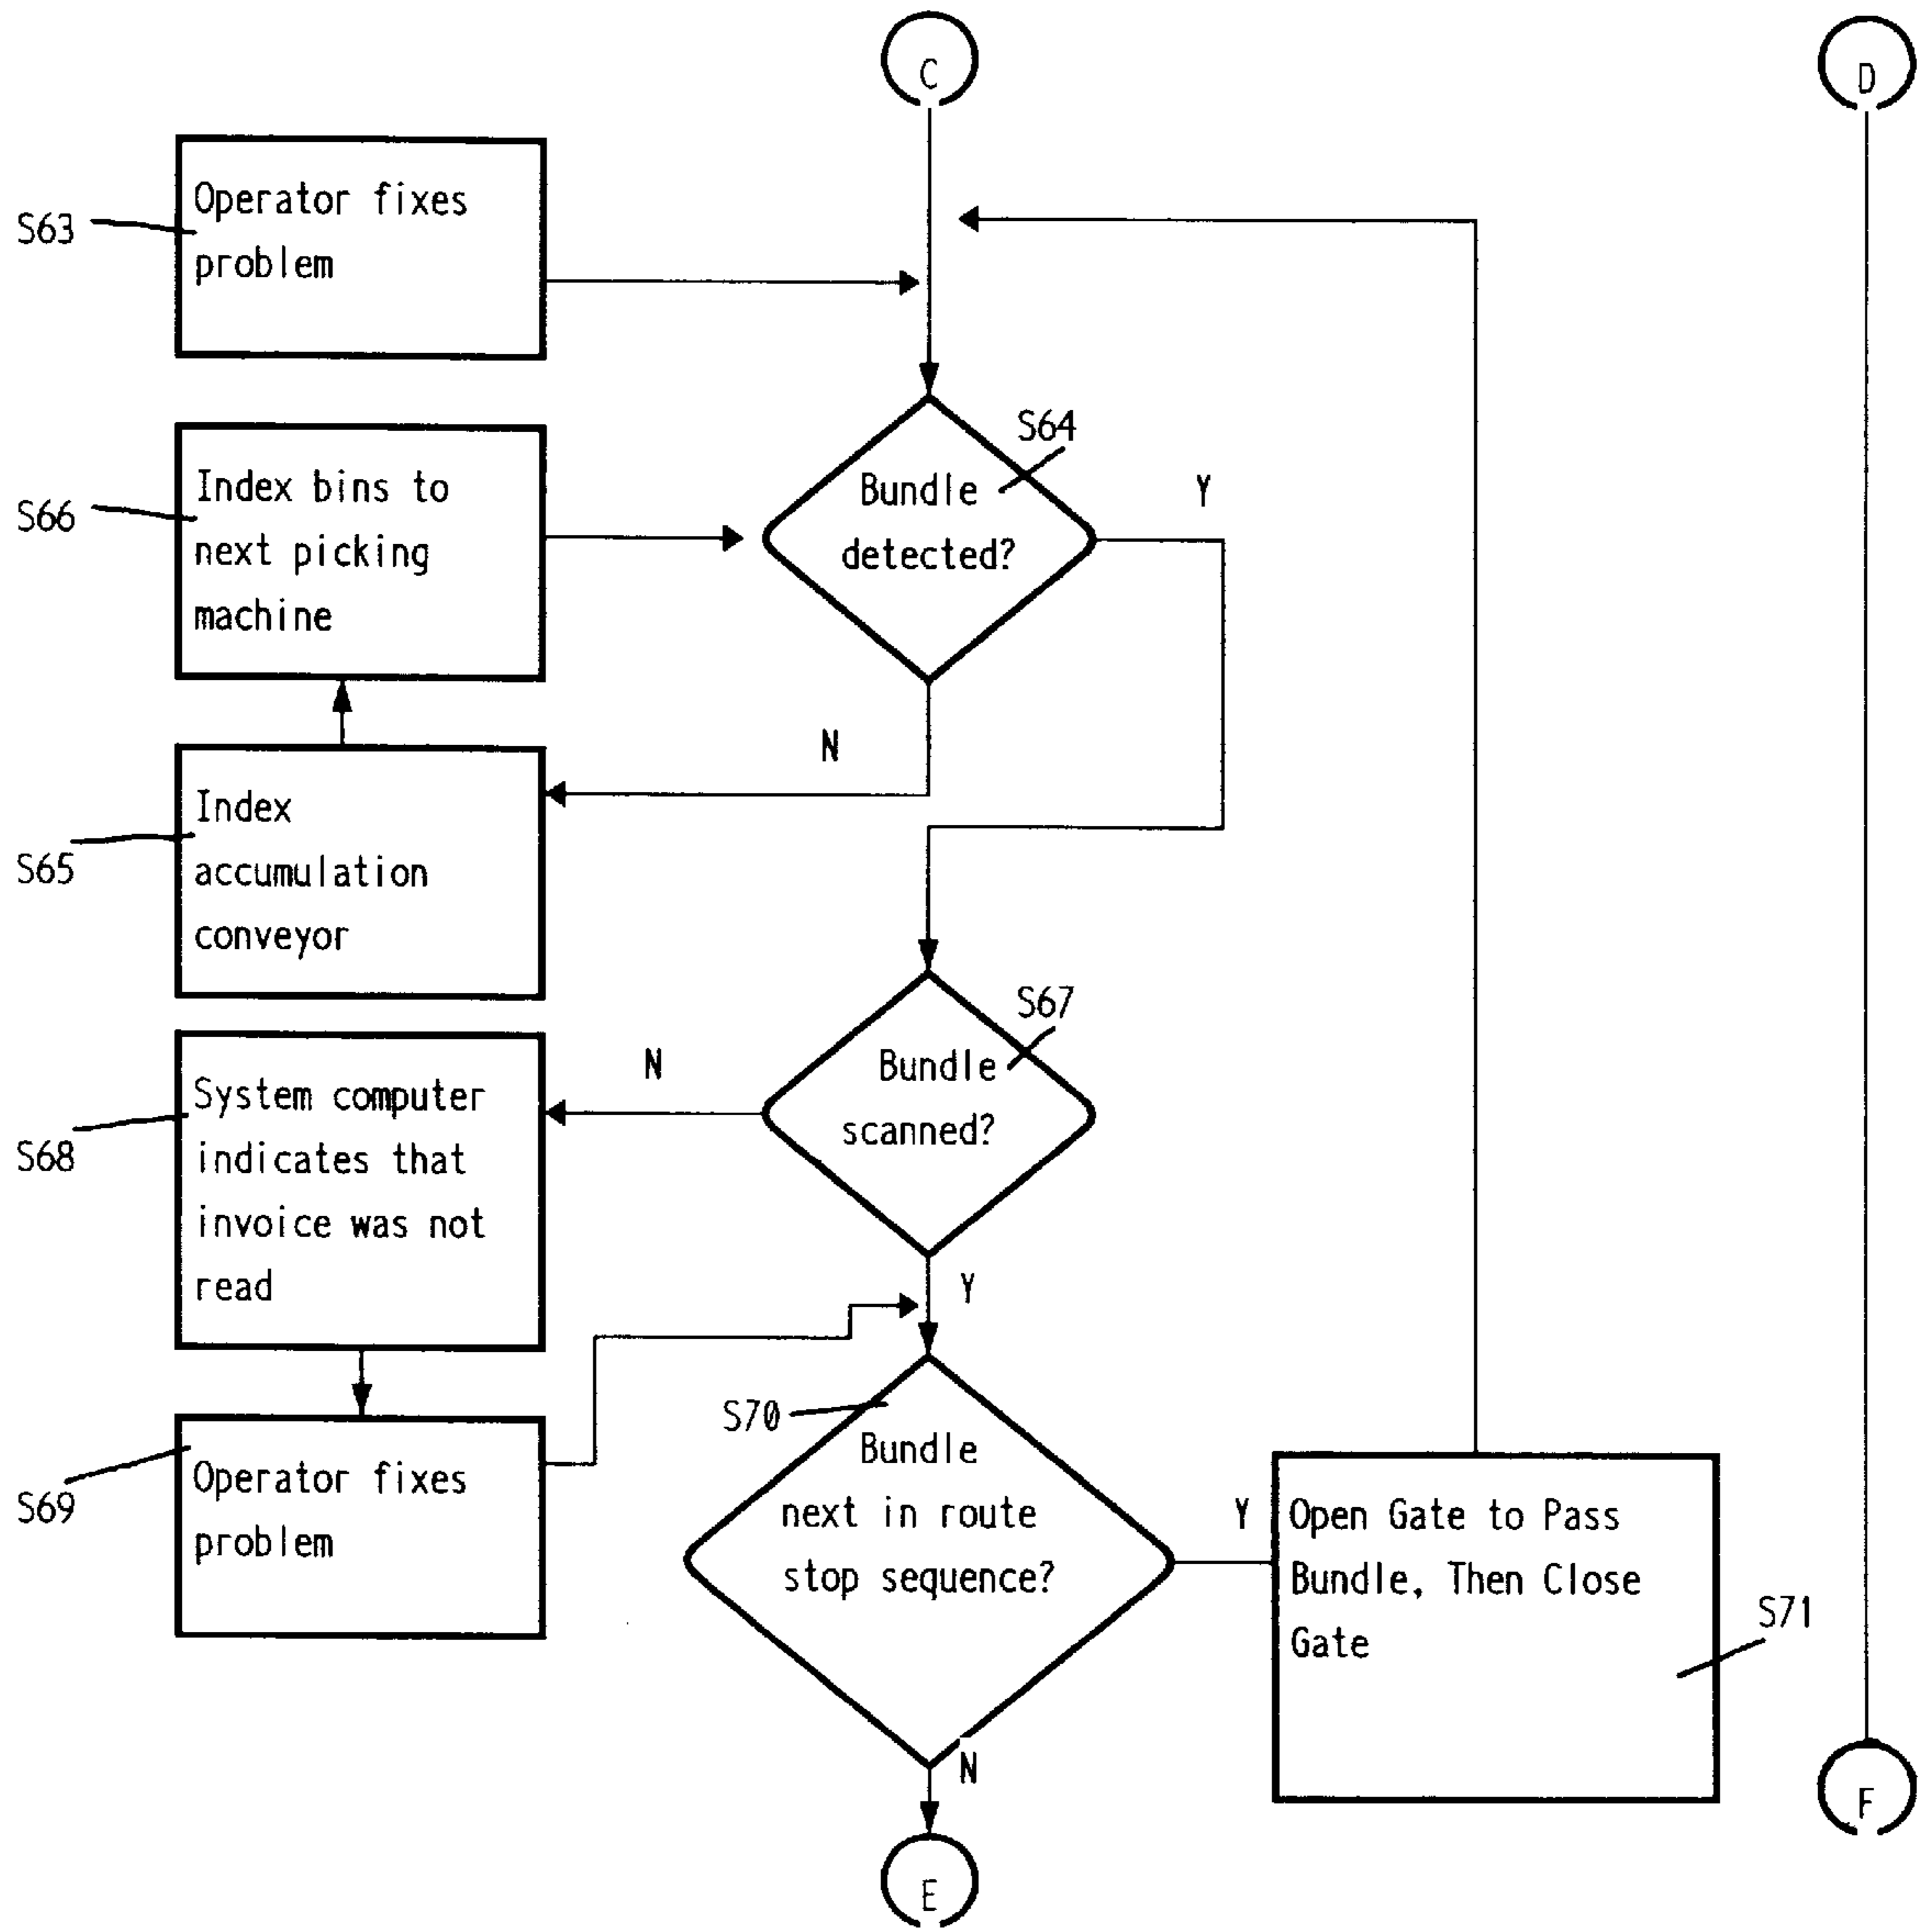 C
D
S63
Operator fixes
problem
S64
Bundle
detected?
Y
N
S66
Index bins to
next picking
machine
S65
Index
accumulation
conveyor
S67
Bundle
scanned?
N
Y
S68
System computer
indicates that
invoice was not
read
S69
Operator fixes
problem
S70
Bundle
next in route
stop sequence?
Y
N
Open Gate to Pass
Bundle, Then Close
Gate
S71
E
F